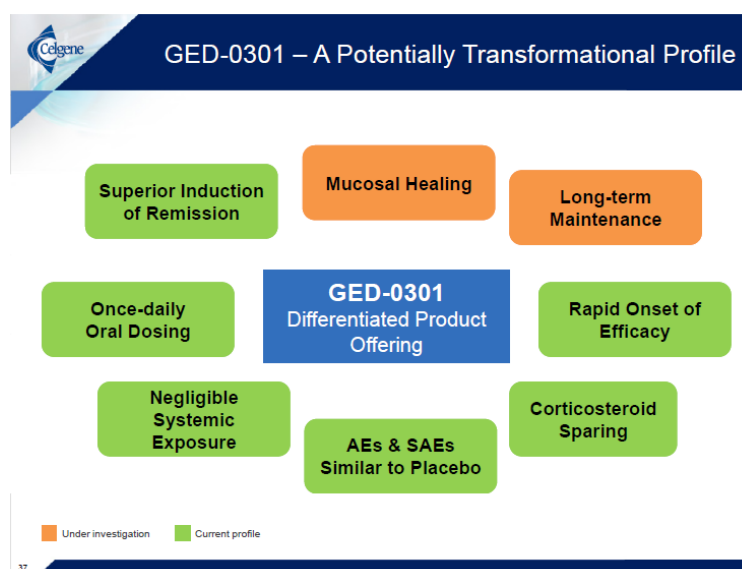 Celgene
GED-0301 – A Potentially Transformational Profile
Superior Induction
of Remission
Mucosal Healing
Long-term
Maintenance
Once-daily
Oral Dosing
GED-0301
Differentiated Product
Offering
Rapid Onset of
Efficacy
Negligible
Systemic
Exposure
AEs & SAEs
Similar to Placebo
Corticosteroid
Sparing
Under investigation
Current profile
37